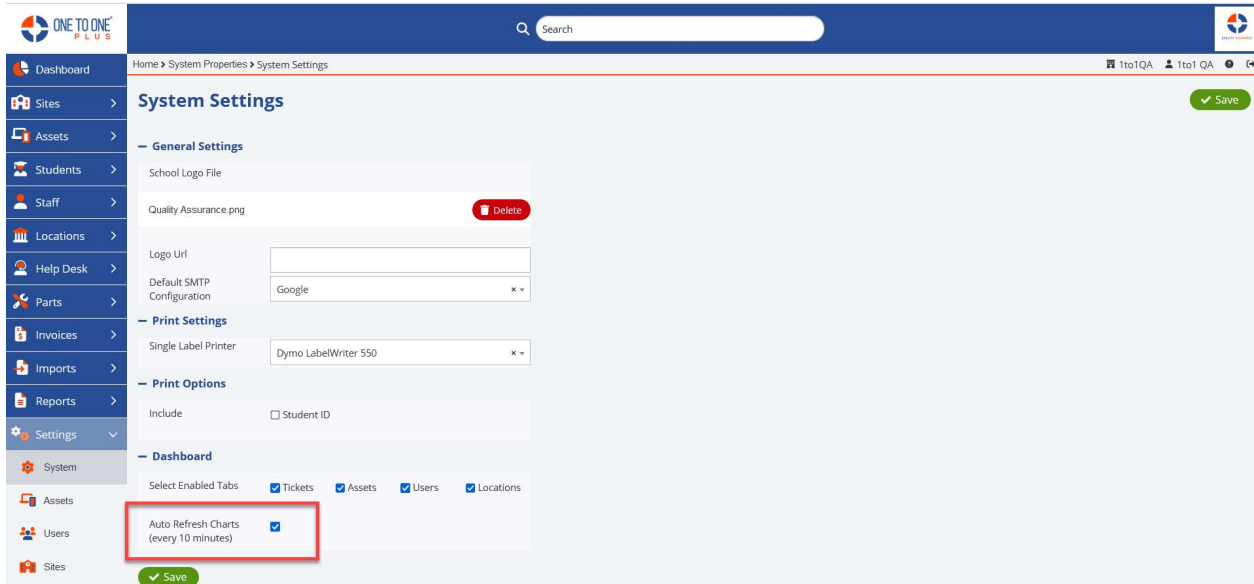 ONE TO ONE
PLUS
Search
Home > System Properties > System Settings
1to1QA 1to1 QA
Dashboard
Sites
Assets
Students
Staff
Locations
Help Desk
Parts
Invoices
Imports
Reports
Settings
System
Assets
Users
Sites
System Settings
Save
General Settings
School Logo File
Quality Assurance.png
Delete
Logo Url
Default SMTP
Configuration
Google
Print Settings
Single Label Printer
Dymo LabelWriter 550
Print Options
Include
Student ID
Dashboard
Select Enabled Tabs
Tickets Assets Users Locations
Auto Refresh Charts
(every 10 minutes)
Save